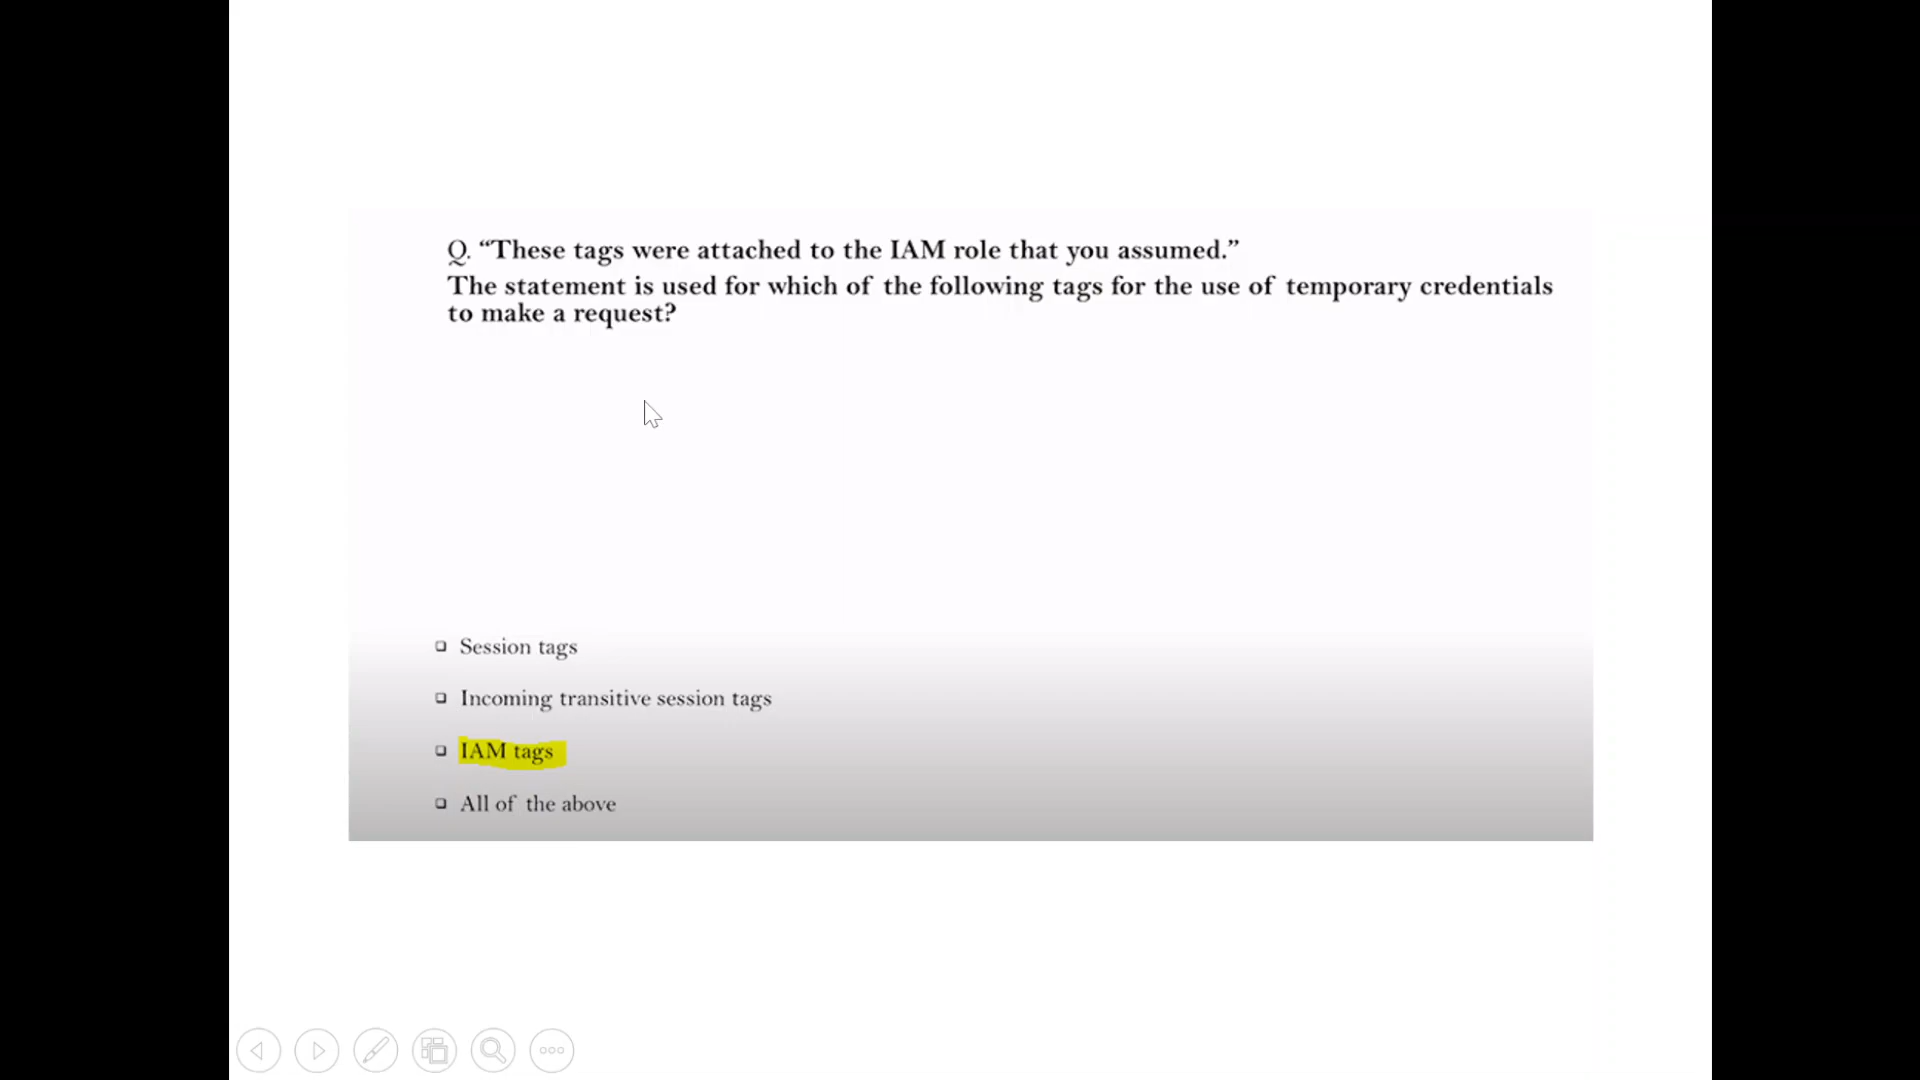 Q. “These tags were attached to the IAM role that you assumed.”
The statement is used for which of the following tags for the use of temporary credentials
to make a request?
❑ Session tags
❑ Incoming transitive session tags
❑ IAM tags
❑ All of the above